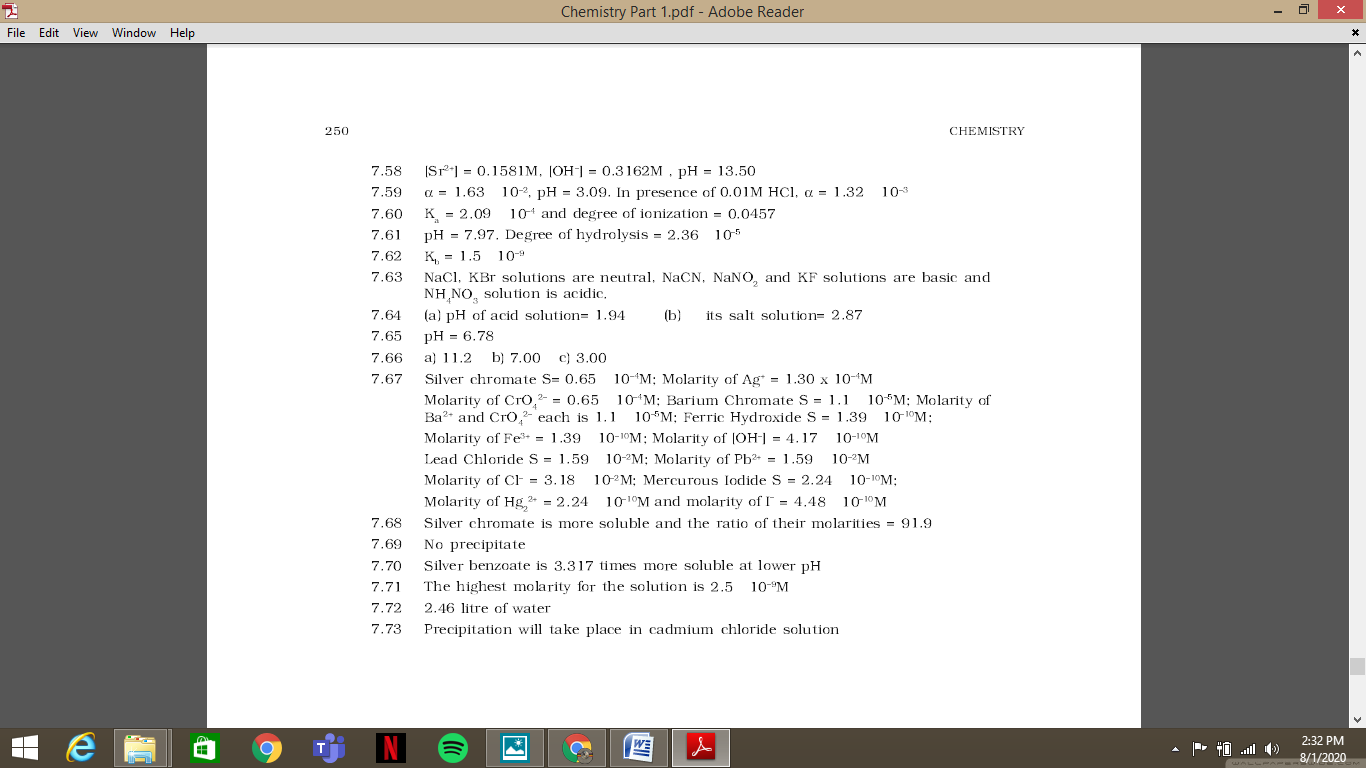 Chemistry Part 1.pdf - Adobe Reader
File Edit View Window Help
250 CHEMISTRY
7.58 [Sr²⁺] = 0.1581M, [OH⁻] = 0.3162M , pH = 13.50
7.59 α = 1.63 10⁻², pH = 3.09. In presence of 0.01M HCl, α = 1.32 10⁻³
7.60 Kₐ = 2.09 10⁻⁴ and degree of ionization = 0.0457
7.61 pH = 7.97. Degree of hydrolysis = 2.36 10⁻⁵
7.62 K_b = 1.5 10⁻⁹
7.63 NaCl, KBr solutions are neutral, NaCN, NaNO₂ and KF solutions are basic and
NH₄NO₃ solution is acidic.
7.64 (a) pH of acid solution= 1.94 (b) its salt solution= 2.87
7.65 pH = 6.78
7.66 a) 11.2 b) 7.00 c) 3.00
7.67 Silver chromate S= 0.65 10⁻⁴M; Molarity of Ag⁺ = 1.30 x 10⁻⁴M
Molarity of CrO₄²⁻ = 0.65 10⁻⁴M; Barium Chromate S = 1.1 10⁻⁵M; Molarity of
Ba²⁺ and CrO₄²⁻ each is 1.1 10⁻⁵M; Ferric Hydroxide S = 1.39 10⁻¹⁰M;
Molarity of Fe³⁺ = 1.39 10⁻¹⁰M; Molarity of [OH⁻] = 4.17 10⁻¹⁰M
Lead Chloride S = 1.59 10⁻²M; Molarity of Pb²⁺ = 1.59 10⁻²M
Molarity of Cl⁻ = 3.18 10⁻²M; Mercurous Iodide S = 2.24 10⁻¹⁰M;
Molarity of Hg₂²⁺ = 2.24 10⁻¹⁰M and molarity of I⁻ = 4.48 10⁻¹⁰M
7.68 Silver chromate is more soluble and the ratio of their molarities = 91.9
7.69 No precipitate
7.70 Silver benzoate is 3.317 times more soluble at lower pH
7.71 The highest molarity for the solution is 2.5 10⁻⁹M
7.72 2.46 litre of water
7.73 Precipitation will take place in cadmium chloride solution
2:32 PM
8/1/2020